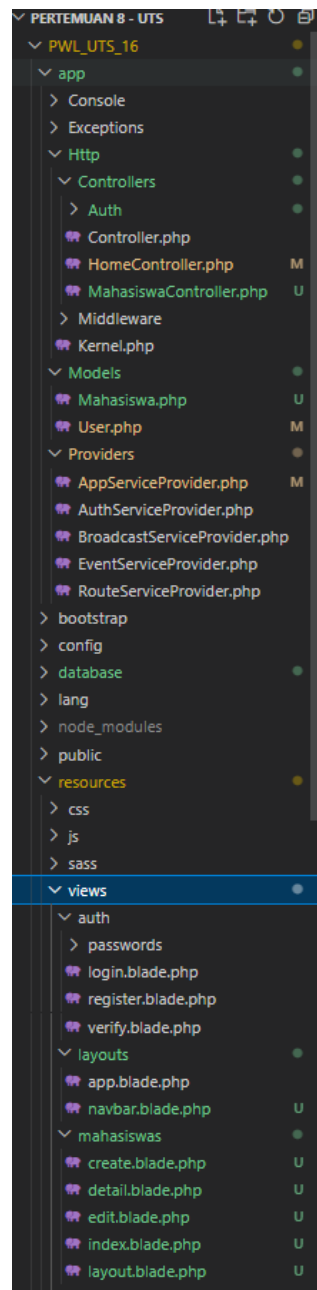 PERTEMUAN 8 - UTS
PWL_UTS_16
app
Console
Exceptions
Http
Controllers
Auth
Controller.php
HomeController.php M
MahasiswaController.php U
Middleware
Kernel.php
Models
Mahasiswa.php U
User.php M
Providers
AppServiceProvider.php M
AuthServiceProvider.php
BroadcastServiceProvider.php
EventServiceProvider.php
RouteServiceProvider.php
bootstrap
config
database
lang
node_modules
public
resources
css
js
sass
views
auth
passwords
login.blade.php
register.blade.php
verify.blade.php
layouts
app.blade.php
navbar.blade.php U
mahasiswas
create.blade.php U
detail.blade.php U
edit.blade.php U
index.blade.php U
layout.blade.php U